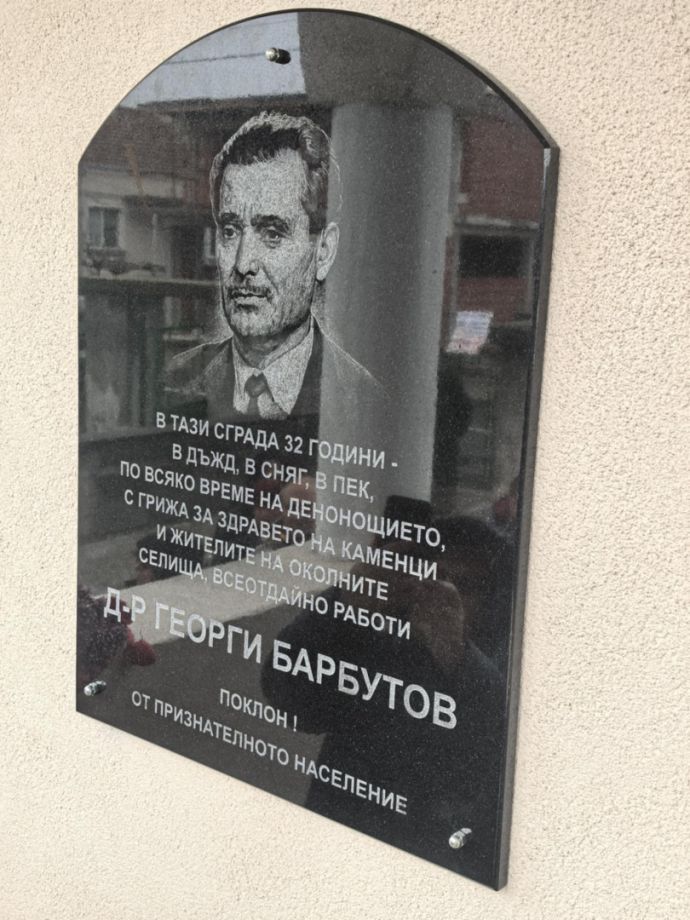 В ТАЗИ СГРАДА 32 ГОДИНИ -
В ДЪЖД, В СНЯГ, В ПЕК,
ПО ВСЯКО ВРЕМЕ НА ДЕНОНОЩИЕТО,
С ГРИЖА ЗА ЗДРАВЕТО НА КАМЕНЦИ
И ЖИТЕЛИТЕ НА ОКОЛНИТЕ
СЕЛИЩА, ВСЕОТДАЙНО РАБОТИ
Д-Р ГЕОРГИ БАРБУТОВ
ПОКЛОН !
ОТ ПРИЗНАТЕЛНОТО НАСЕЛЕНИЕ